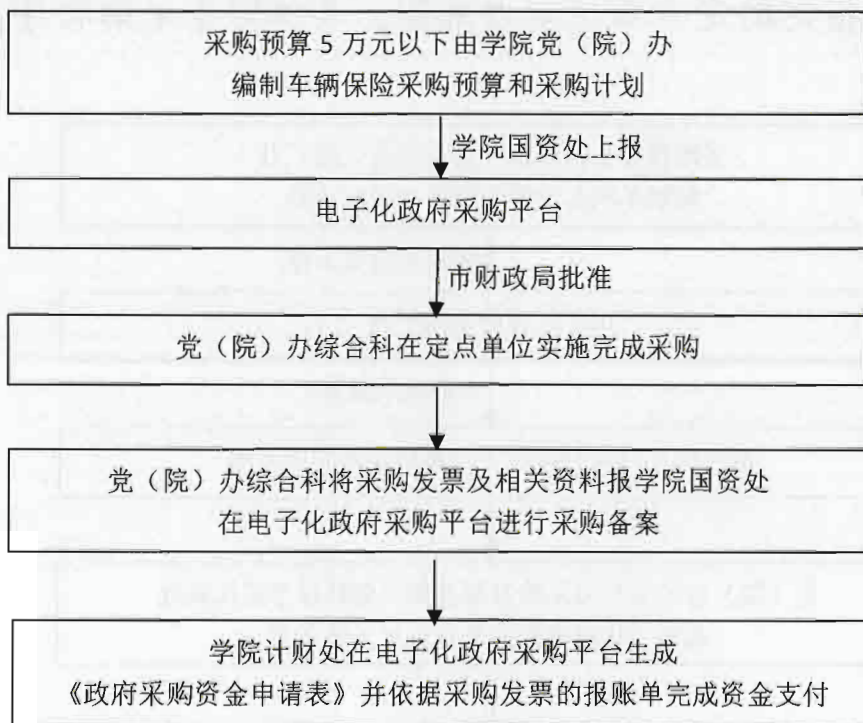 采购预算 5 万元以下由学院党（院）办
编制车辆保险采购预算和采购计划
学院国资处上报
电子化政府采购平台
市财政局批准
党（院）办综合科在定点单位实施完成采购
党（院）办综合科将采购发票及相关资料报学院国资处
在电子化政府采购平台进行采购备案
学院计财处在电子化政府采购平台生成
《政府采购资金申请表》并依据采购发票的报账单完成资金支付